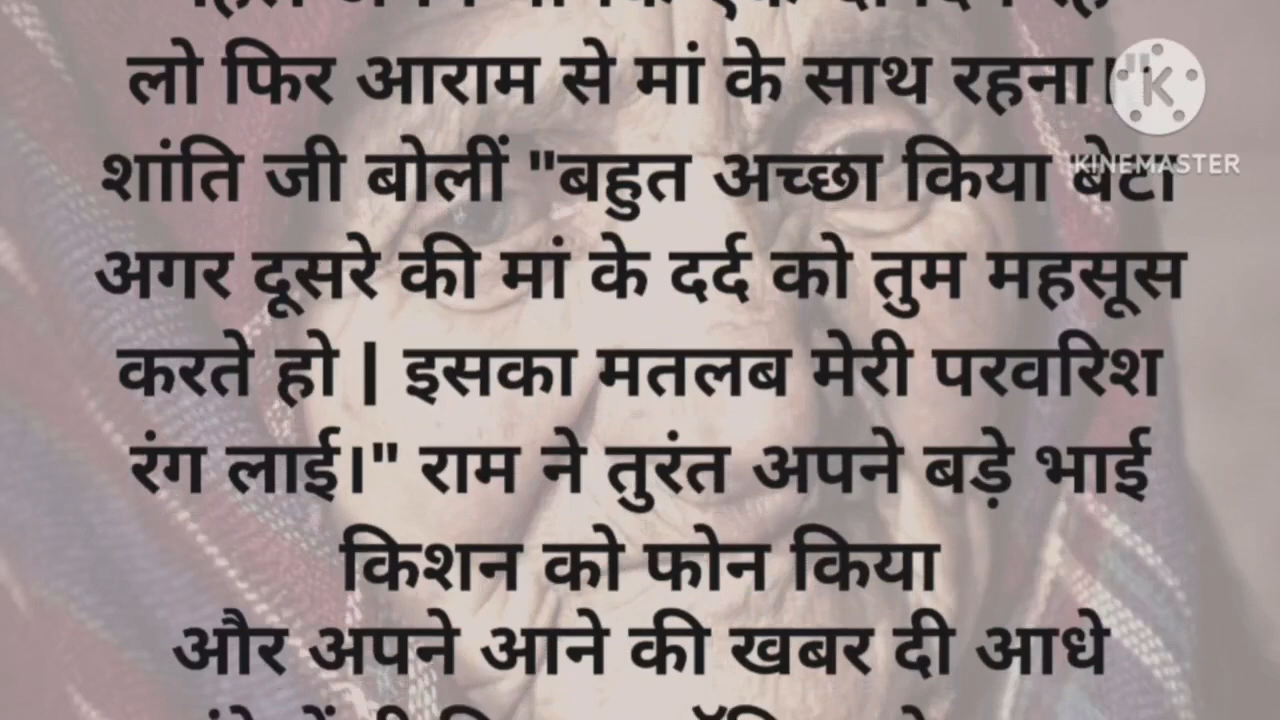 लो फिर आराम से मां के साथ रहना।"
शांति जी बोलीं "बहुत अच्छा किया बेटा
अगर दूसरे की मां के दर्द को तुम महसूस
करते हो | इसका मतलब मेरी परवरिश
रंग लाई।" राम ने तुरंत अपने बड़े भाई
किशन को फोन किया
और अपने आने की खबर दी आधे
KINEMASTER